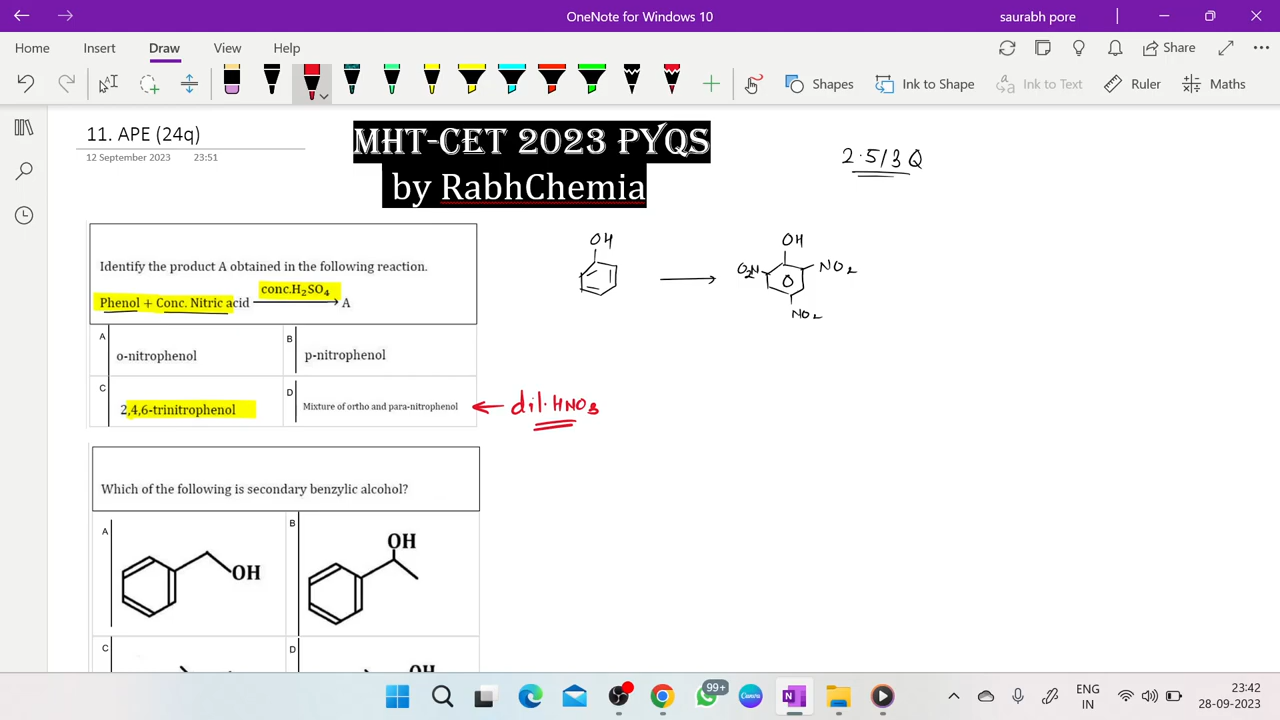 OneNote for Windows 10
saurabh pore
Home
Insert
Draw
View
Help
Share
Shapes
Ink to Shape
Ink to Text
Ruler
Maths
11. APE (24q)
12 September 2023
23:51
MHT-CET 2023 PYQS
by RabhChemia
2.5/3 Q
Identify the product A obtained in the following reaction.
Phenol + Conc. Nitric acid
conc.H₂SO₄
A
A
o-nitrophenol
B
p-nitrophenol
C
2,4,6-trinitrophenol
D
Mixture of ortho and para-nitrophenol
dil.HNO₃
OH
OH
O₂N
NO₂
NO₂
Which of the following is secondary benzylic alcohol?
A
OH
B
OH
C
D
OH
99+
ENG
IN
23:42
28-09-2023